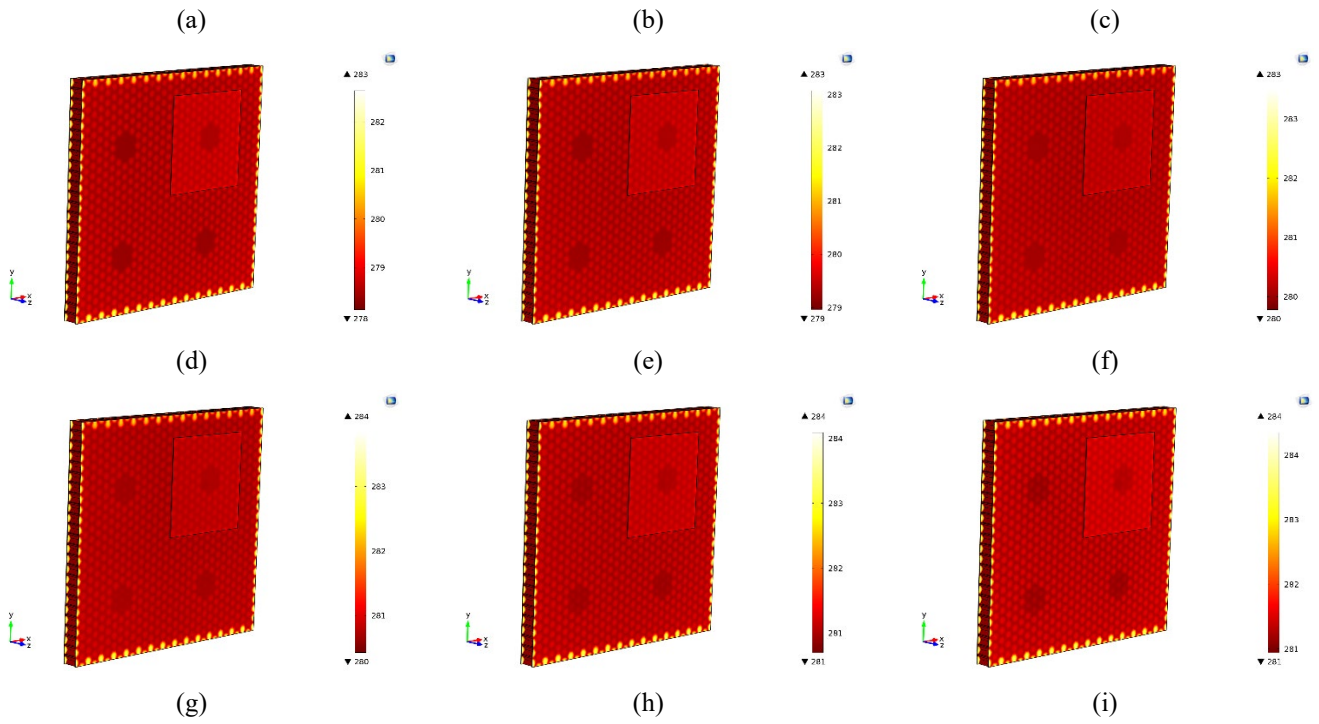 (a) (b) (c)
▲ 283 ▲ 283 ▲ 283
282 283 283
281 282 282
280 281 281
279 280 280
279
y x z y x z y x z
▼ 278 ▼ 279 ▼ 280
(d) (e) (f)
▲ 284 ▲ 284 ▲ 284
283 284 284
282 283 283
281 282 292
281 281
y x z y x z y x z
▼ 280 ▼ 281 ▼ 281
(g) (h) (i)